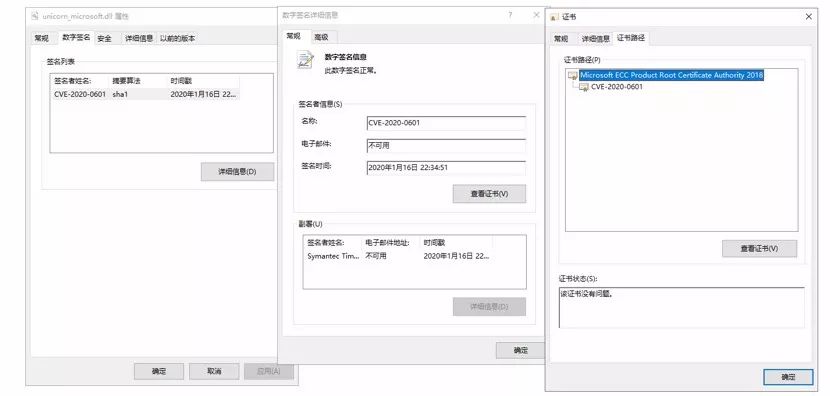 unicorn_microsoft.dll 属性
常规 数字签名 安全 详细信息 以前的版本
签名列表
签名者姓名: 摘要算法 时间戳
CVE-2020-0601 sha1 2020年1月16日 22...
详细信息(D)
确定 取消 应用(A)
数字签名详细信息
常规 高级
数字签名信息
此数字签名正常。
签名者信息(S)
名称: CVE-2020-0601
电子邮件: 不可用
签名时间: 2020年1月16日 22:34:51
查看证书(V)
副署(U)
签名者姓名: 电子邮件地址: 时间戳
Symantec Tim... 不可用 2020年1月16日 22...
详细信息(D)
确定
证书
常规 详细信息 证书路径
证书路径(P)
Microsoft ECC Product Root Certificate Authority 2018
CVE-2020-0601
查看证书(V)
证书状态(S):
该证书没有问题。
确定